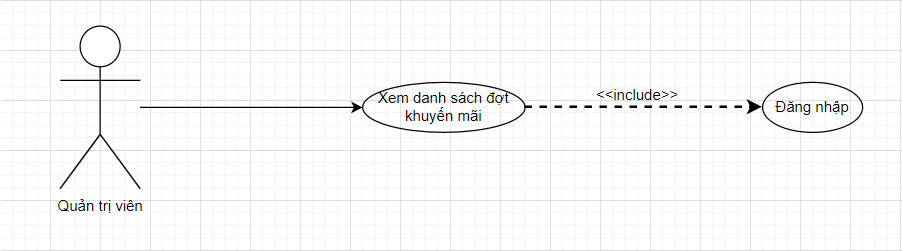 Xem danh sách đợt
khuyến mãi
<<include>>
Đăng nhập
Quản trị viên